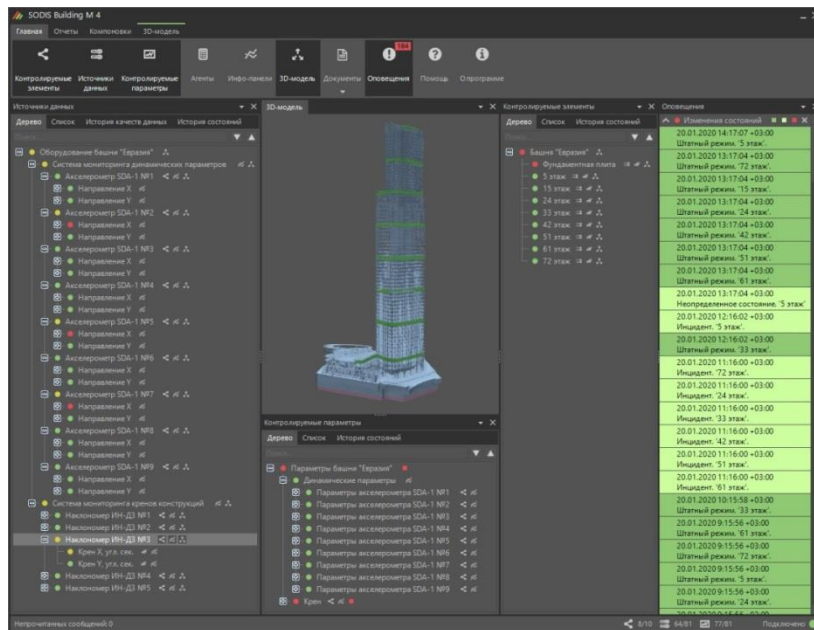 SODIS Building M 4
Главная Отчеты Компоновки 3D-модель
Контролируемые элементы
Источники данных
Контролируемые параметры
Агенты
Инфо-панели
3D-модель
Документы
184
Оповещения
Помощь
О программе
Источники данных
Дерево Список История качеств данных История состояний
Поиск...
Оборудование башни "Евразия"
Система мониторинга динамических параметров
Акселерометр SDA-1 №1
Направление X
Направление Y
Акселерометр SDA-1 №2
Направление X
Направление Y
Акселерометр SDA-1 №3
Направление X
Направление Y
Акселерометр SDA-1 №4
Направление X
Направление Y
Акселерометр SDA-1 №5
Направление X
Направление Y
Акселерометр SDA-1 №6
Направление X
Направление Y
Акселерометр SDA-1 №7
Направление X
Направление Y
Акселерометр SDA-1 №8
Направление X
Направление Y
Акселерометр SDA-1 №9
Направление X
Направление Y
Система мониторинга кренов конструкций
Наклономер ИН-Д3 №1
Наклономер ИН-Д3 №2
Наклономер ИН-Д3 №3
Крен X, угл. сек.
Крен Y, угл. сек.
Наклономер ИН-Д3 №4
Наклономер ИН-Д3 №5
3D-модель
Контролируемые параметры
Дерево Список История состояний
Поиск...
Параметры башни "Евразия"
Динамические параметры
Параметры акселерометра SDA-1 №1
Параметры акселерометра SDA-1 №2
Параметры акселерометра SDA-1 №3
Параметры акселерометра SDA-1 №4
Параметры акселерометра SDA-1 №5
Параметры акселерометра SDA-1 №6
Параметры акселерометра SDA-1 №7
Параметры акселерометра SDA-1 №8
Параметры акселерометра SDA-1 №9
Крен
Контролируемые элементы
Дерево Список История состояний
Поиск...
Башня "Евразия"
Фундаментная плита
5 этаж
15 этаж
24 этаж
33 этаж
42 этаж
51 этаж
61 этаж
72 этаж
Оповещения
Изменения состояний
20.01.2020 14:17:07 +03:00
Штатный режим. '5 этаж'.
20.01.2020 13:17:04 +03:00
Штатный режим. '72 этаж'.
20.01.2020 13:17:04 +03:00
Штатный режим. '15 этаж'.
20.01.2020 13:17:04 +03:00
Штатный режим. '24 этаж'.
20.01.2020 13:17:04 +03:00
Штатный режим. '42 этаж'.
20.01.2020 13:17:04 +03:00
Штатный режим. '51 этаж'.
20.01.2020 13:17:04 +03:00
Штатный режим. '61 этаж'.
20.01.2020 13:17:04 +03:00
Неопределенное состояние. '5 этаж'
20.01.2020 12:16:02 +03:00
Инцидент. '5 этаж'.
20.01.2020 12:16:02 +03:00
Штатный режим. '33 этаж'.
20.01.2020 11:16:00 +03:00
Инцидент. '72 этаж'.
20.01.2020 11:16:00 +03:00
Инцидент. '24 этаж'.
20.01.2020 11:16:00 +03:00
Инцидент. '33 этаж'.
20.01.2020 11:16:00 +03:00
Инцидент. '42 этаж'.
20.01.2020 11:16:00 +03:00
Инцидент. '51 этаж'.
20.01.2020 11:16:00 +03:00
Инцидент. '61 этаж'.
20.01.2020 10:15:58 +03:00
Штатный режим. '33 этаж'.
20.01.2020 9:15:56 +03:00
Штатный режим. '61 этаж'.
20.01.2020 9:15:56 +03:00
Штатный режим. '72 этаж'.
20.01.2020 9:15:56 +03:00
Штатный режим. '5 этаж'.
20.01.2020 9:15:56 +03:00
Штатный режим. '24 этаж'.
Непрочитанных сообщений:0
8/10 64/81 77/81 Подключено